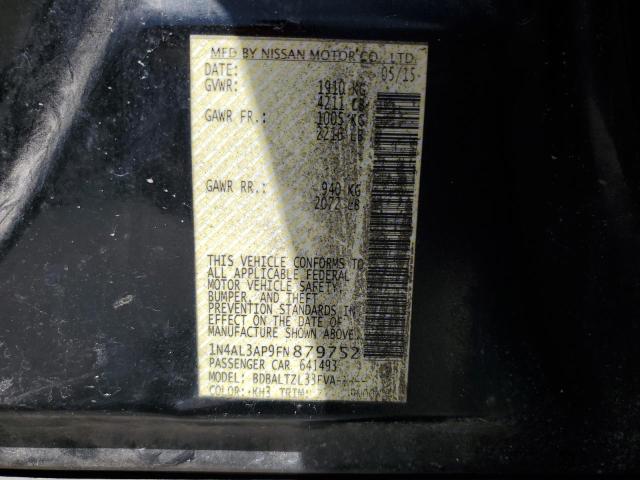 MFD BY NISSAN MOTOR CO., LTD.
DATE: 05/15
GVWR: 1910 KG
4211 LB
GAWR FR.: 1005 KG
2216 LB
GAWR RR.: 940 KG
2072 LB
THIS VEHICLE CONFORMS TO
ALL APPLICABLE FEDERAL
MOTOR VEHICLE SAFETY,
BUMPER, AND THEFT
PREVENTION STANDARDS IN
EFFECT ON THE DATE OF
MANUFACTURE SHOWN ABOVE.
1N4AL3AP9FN879752
PASSENGER CAR 641493
MODEL: BDBALTZL33FVA
COLOR: KH3 TRIM: